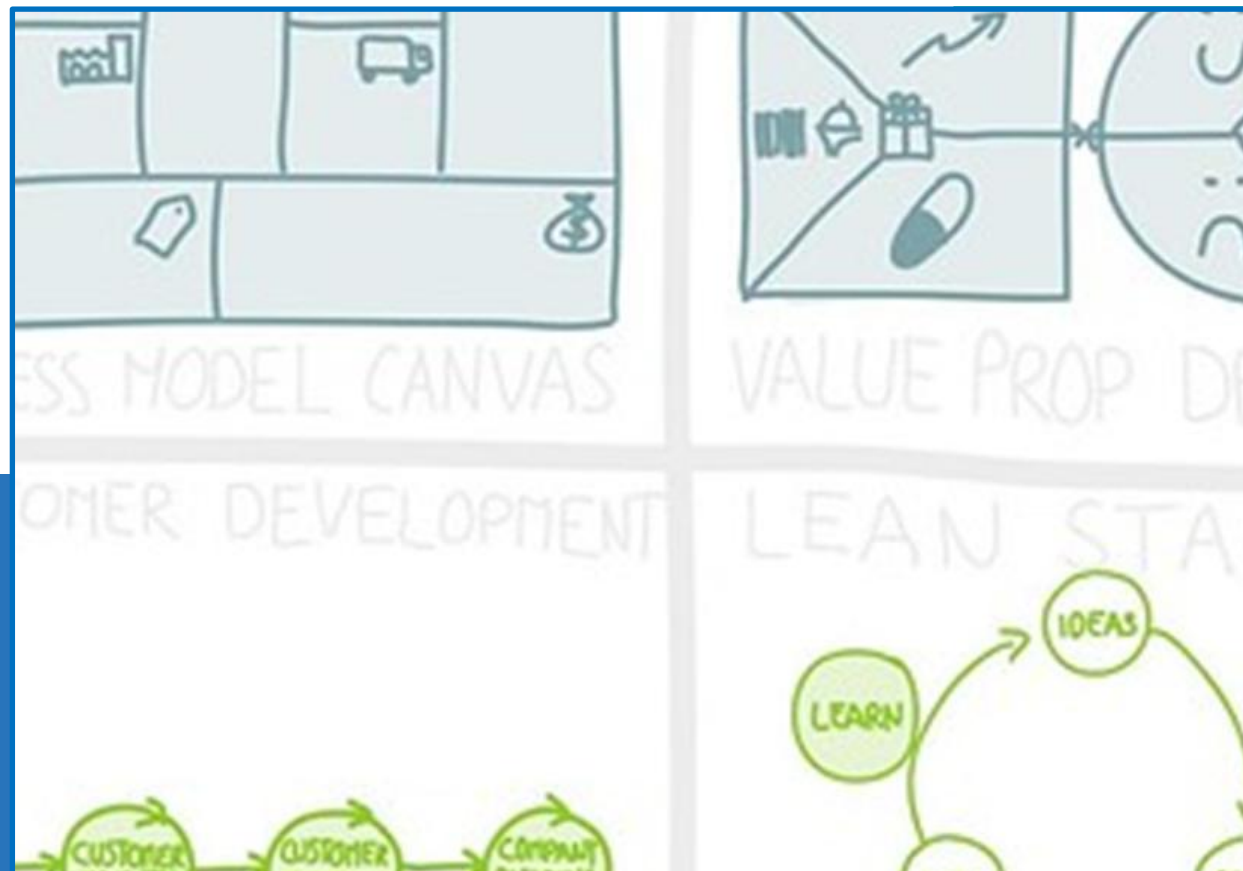 ESS MODEL CANVAS
VALUE PROP D
OMER DEVELOPMENT
LEAN STA
IDEAS
LEARN
CUSTOMER
CUSTOMER
COMPANY
$